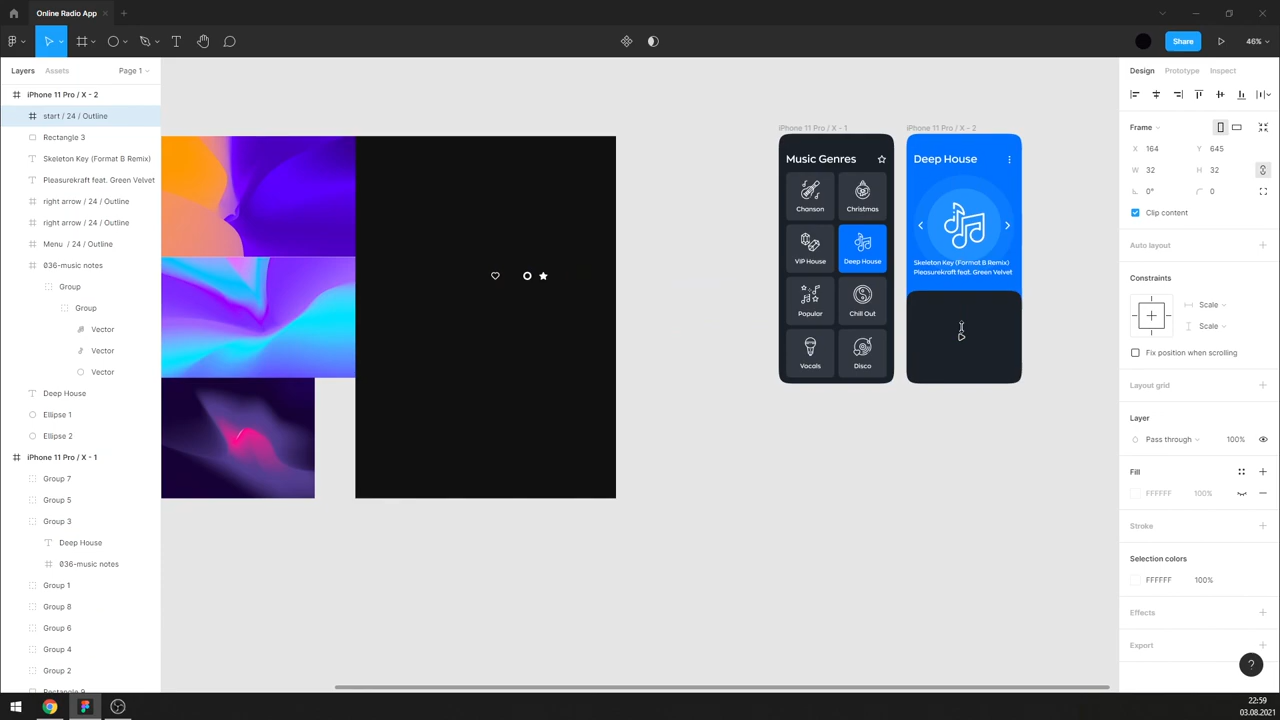 Online Radio App
Share
46%
Layers
Assets
Page 1
iPhone 11 Pro / X - 2
start / 24 / Outline
Rectangle 3
Skeleton Key (Format B Remix)
Pleasurekraft feat. Green Velvet
right arrow / 24 / Outline
right arrow / 24 / Outline
Menu / 24 / Outline
036-music notes
Group
Group
Vector
Vector
Vector
Deep House
Ellipse 1
Ellipse 2
iPhone 11 Pro / X - 1
Group 7
Group 5
Group 3
Deep House
036-music notes
Group 1
Group 8
Group 6
Group 4
Group 2
Rectangle 9
iPhone 11 Pro / X - 1
Music Genres
Chanson
Christmas
VIP House
Deep House
Popular
Chill Out
Vocals
Disco
iPhone 11 Pro / X - 2
Deep House
Skeleton Key (Format B Remix)
Pleasurekraft feat. Green Velvet
Design
Prototype
Inspect
Frame
X 164
Y 645
W 32
H 32
0°
0
Clip content
Auto layout
Constraints
Scale
Scale
Fix position when scrolling
Layout grid
Layer
Pass through
100%
Fill
FFFFFF 100%
Stroke
Selection colors
FFFFFF 100%
Effects
Export
?
22:59
03.08.2021